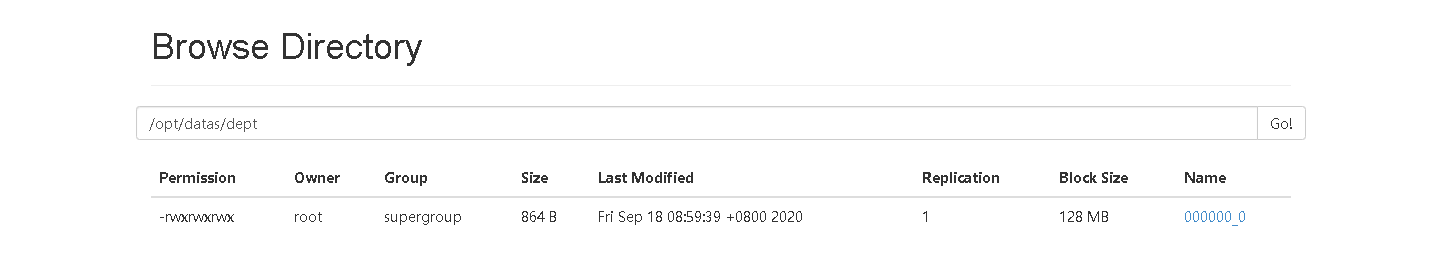 Browse Directory
/opt/datas/dept Go!
Permission Owner Group Size Last Modified Replication Block Size Name
-rwxrwxrwx root supergroup 864 B Fri Sep 18 08:59:39 +0800 2020 1 128 MB 000000_0